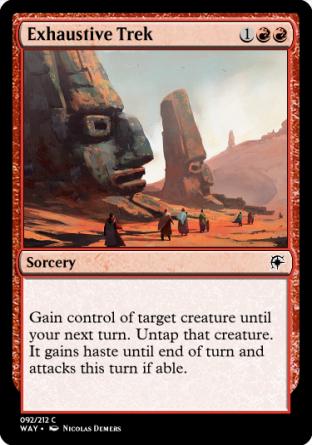 Exhaustive Trek 1
Sorcery
Gain control of target creature until
your next turn. Untap that creature.
It gains haste until end of turn and
attacks this turn if able.
092/212 C
WAY • Nicolas Demers